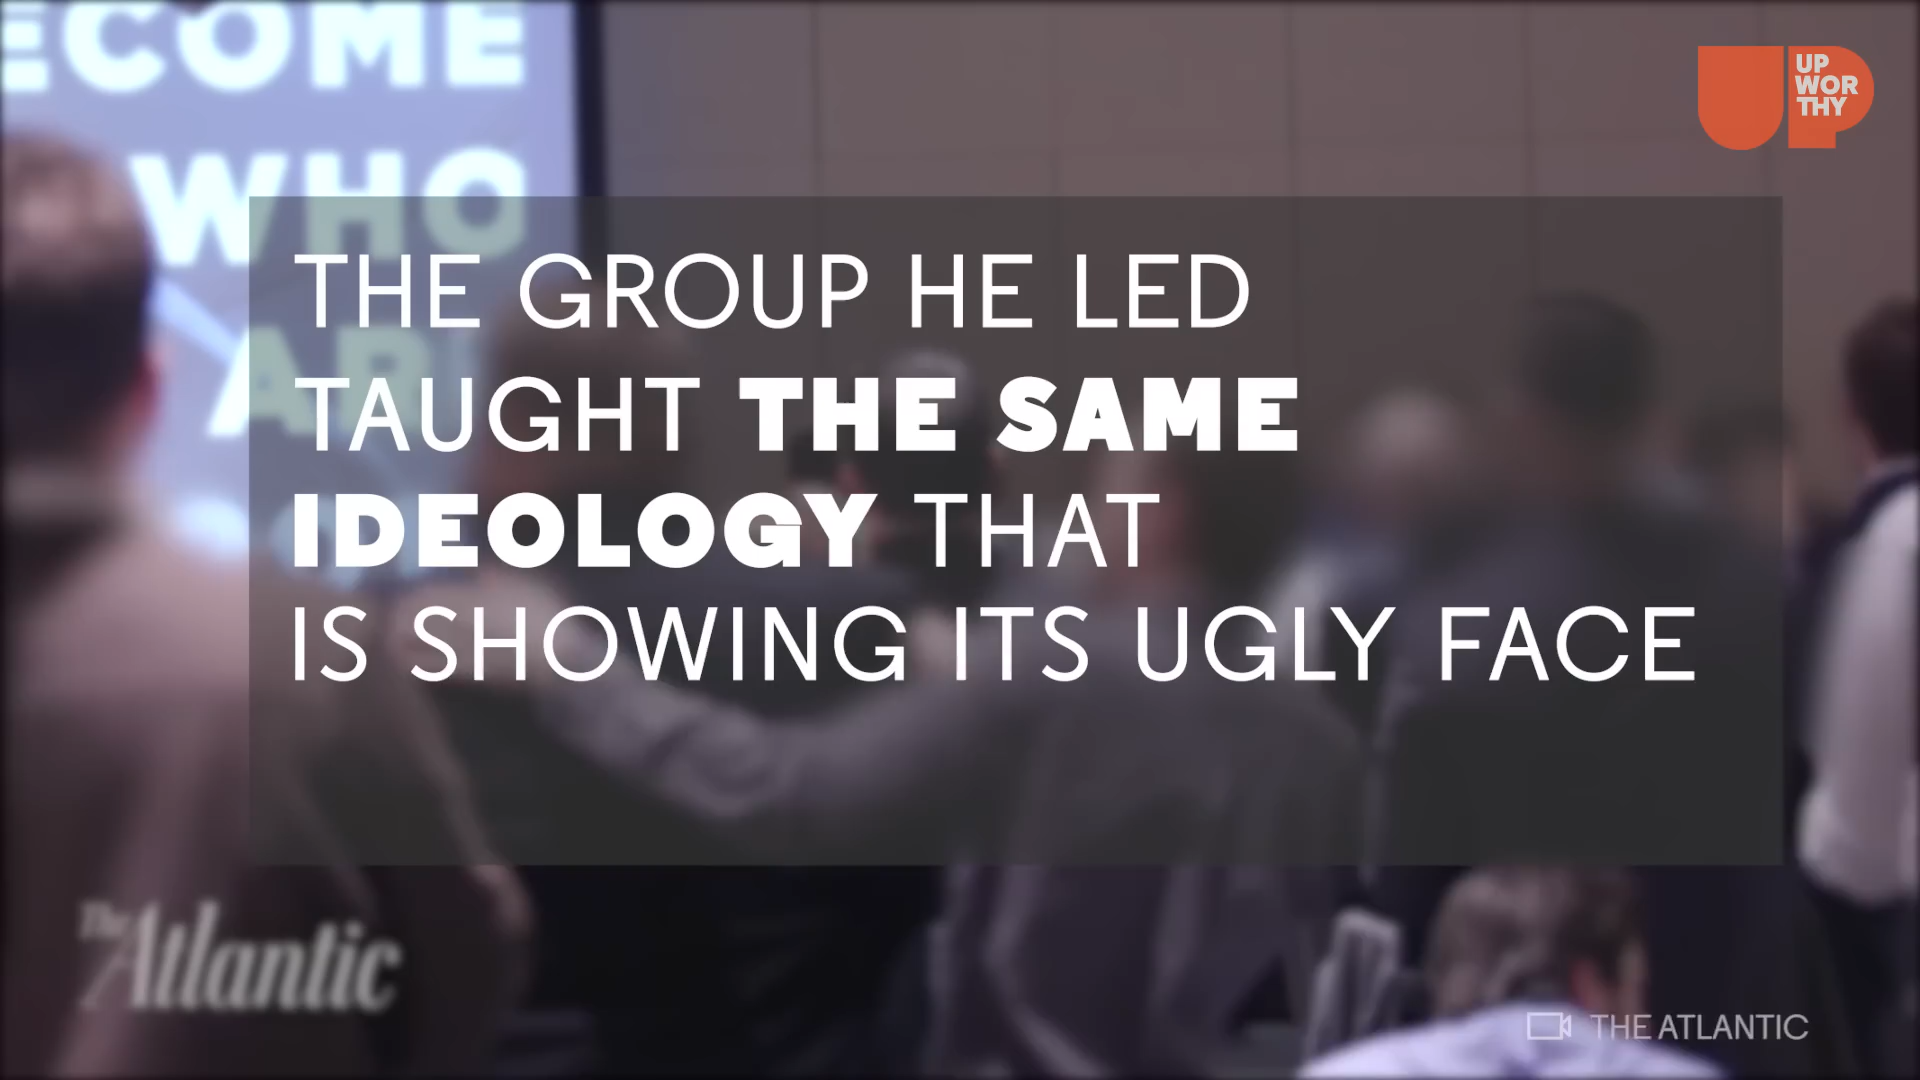 ECOME
WHO
UP
WOR
THY
THE GROUP HE LED
TAUGHT THE SAME
IDEOLOGY THAT
IS SHOWING ITS UGLY FACE
The Atlantic
THE ATLANTIC